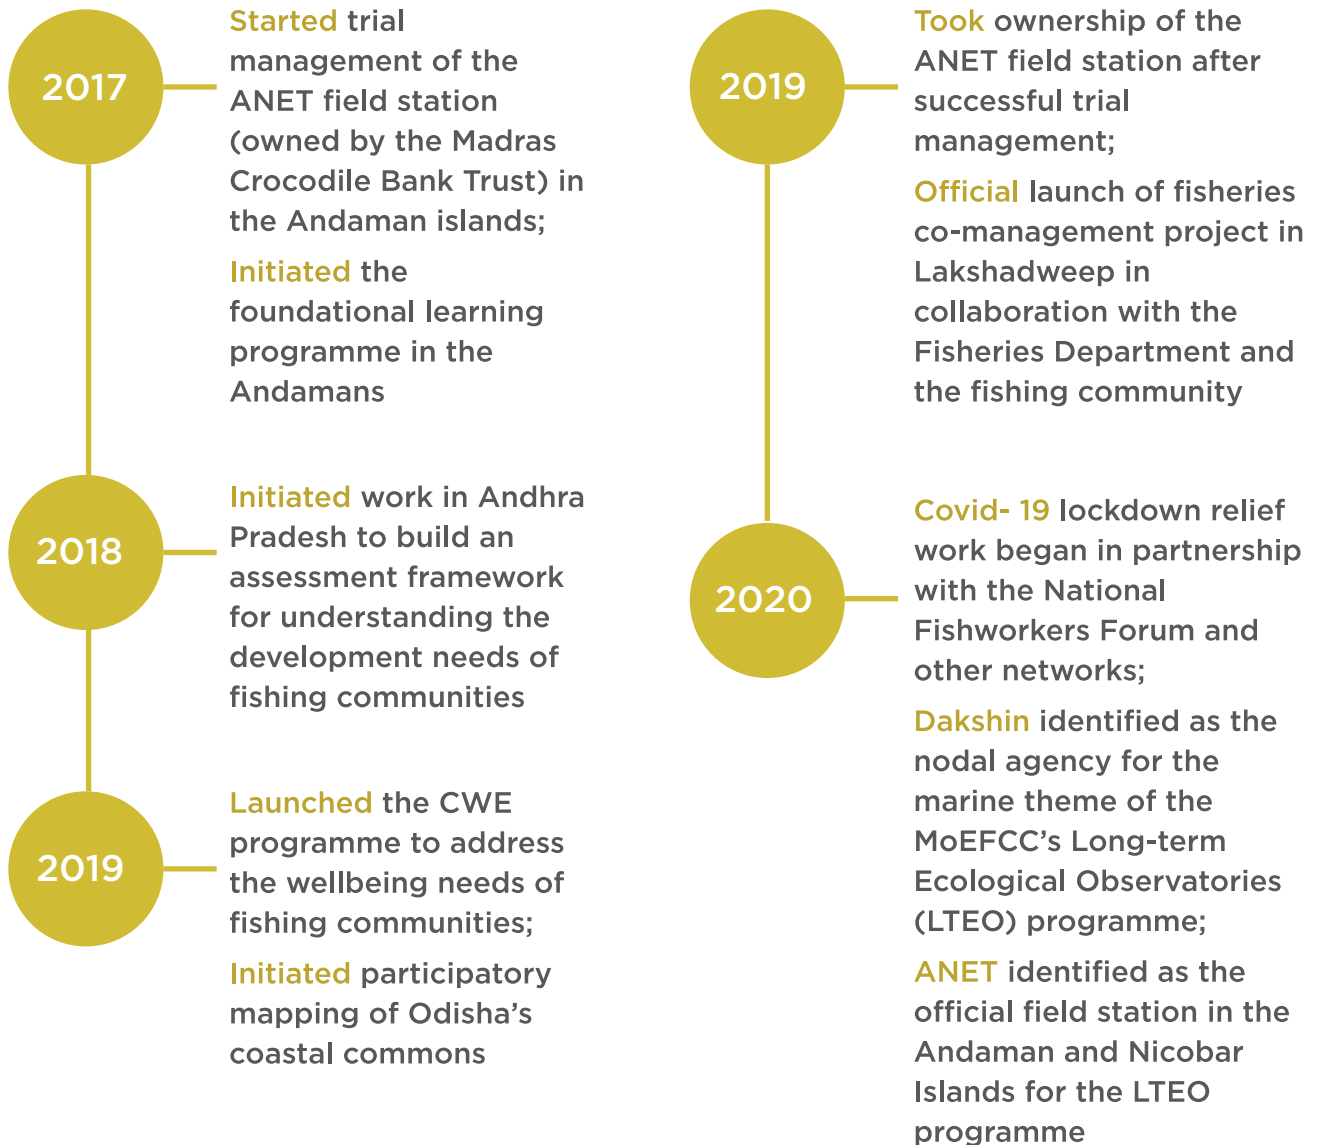 2017
Started trial
management of the
ANET field station
(owned by the Madras
Crocodile Bank Trust) in
the Andaman islands;
Initiated the
foundational learning
programme in the
Andamans
2018
Initiated work in Andhra
Pradesh to build an
assessment framework
for understanding the
development needs of
fishing communities
2019
Launched the CWE
programme to address
the wellbeing needs of
fishing communities;
Initiated participatory
mapping of Odisha’s
coastal commons
2019
Took ownership of the
ANET field station after
successful trial
management;
Official launch of fisheries
co-management project in
Lakshadweep in
collaboration with the
Fisheries Department and
the fishing community
2020
Covid- 19 lockdown relief
work began in partnership
with the National
Fishworkers Forum and
other networks;
Dakshin identified as the
nodal agency for the
marine theme of the
MoEFCC’s Long-term
Ecological Observatories
(LTEO) programme;
ANET identified as the
official field station in the
Andaman and Nicobar
Islands for the LTEO
programme